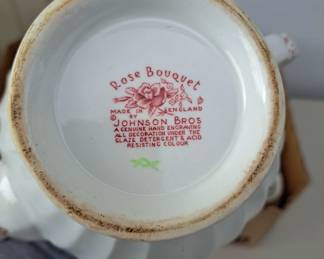 Rose Bouquet
MADE IN ENGLAND
BY
JOHNSON BROS
A GENUINE HAND ENGRAVING
ALL DECORATION UNDER THE
GLAZE DETERGENT & ACID
RESISTING COLOUR